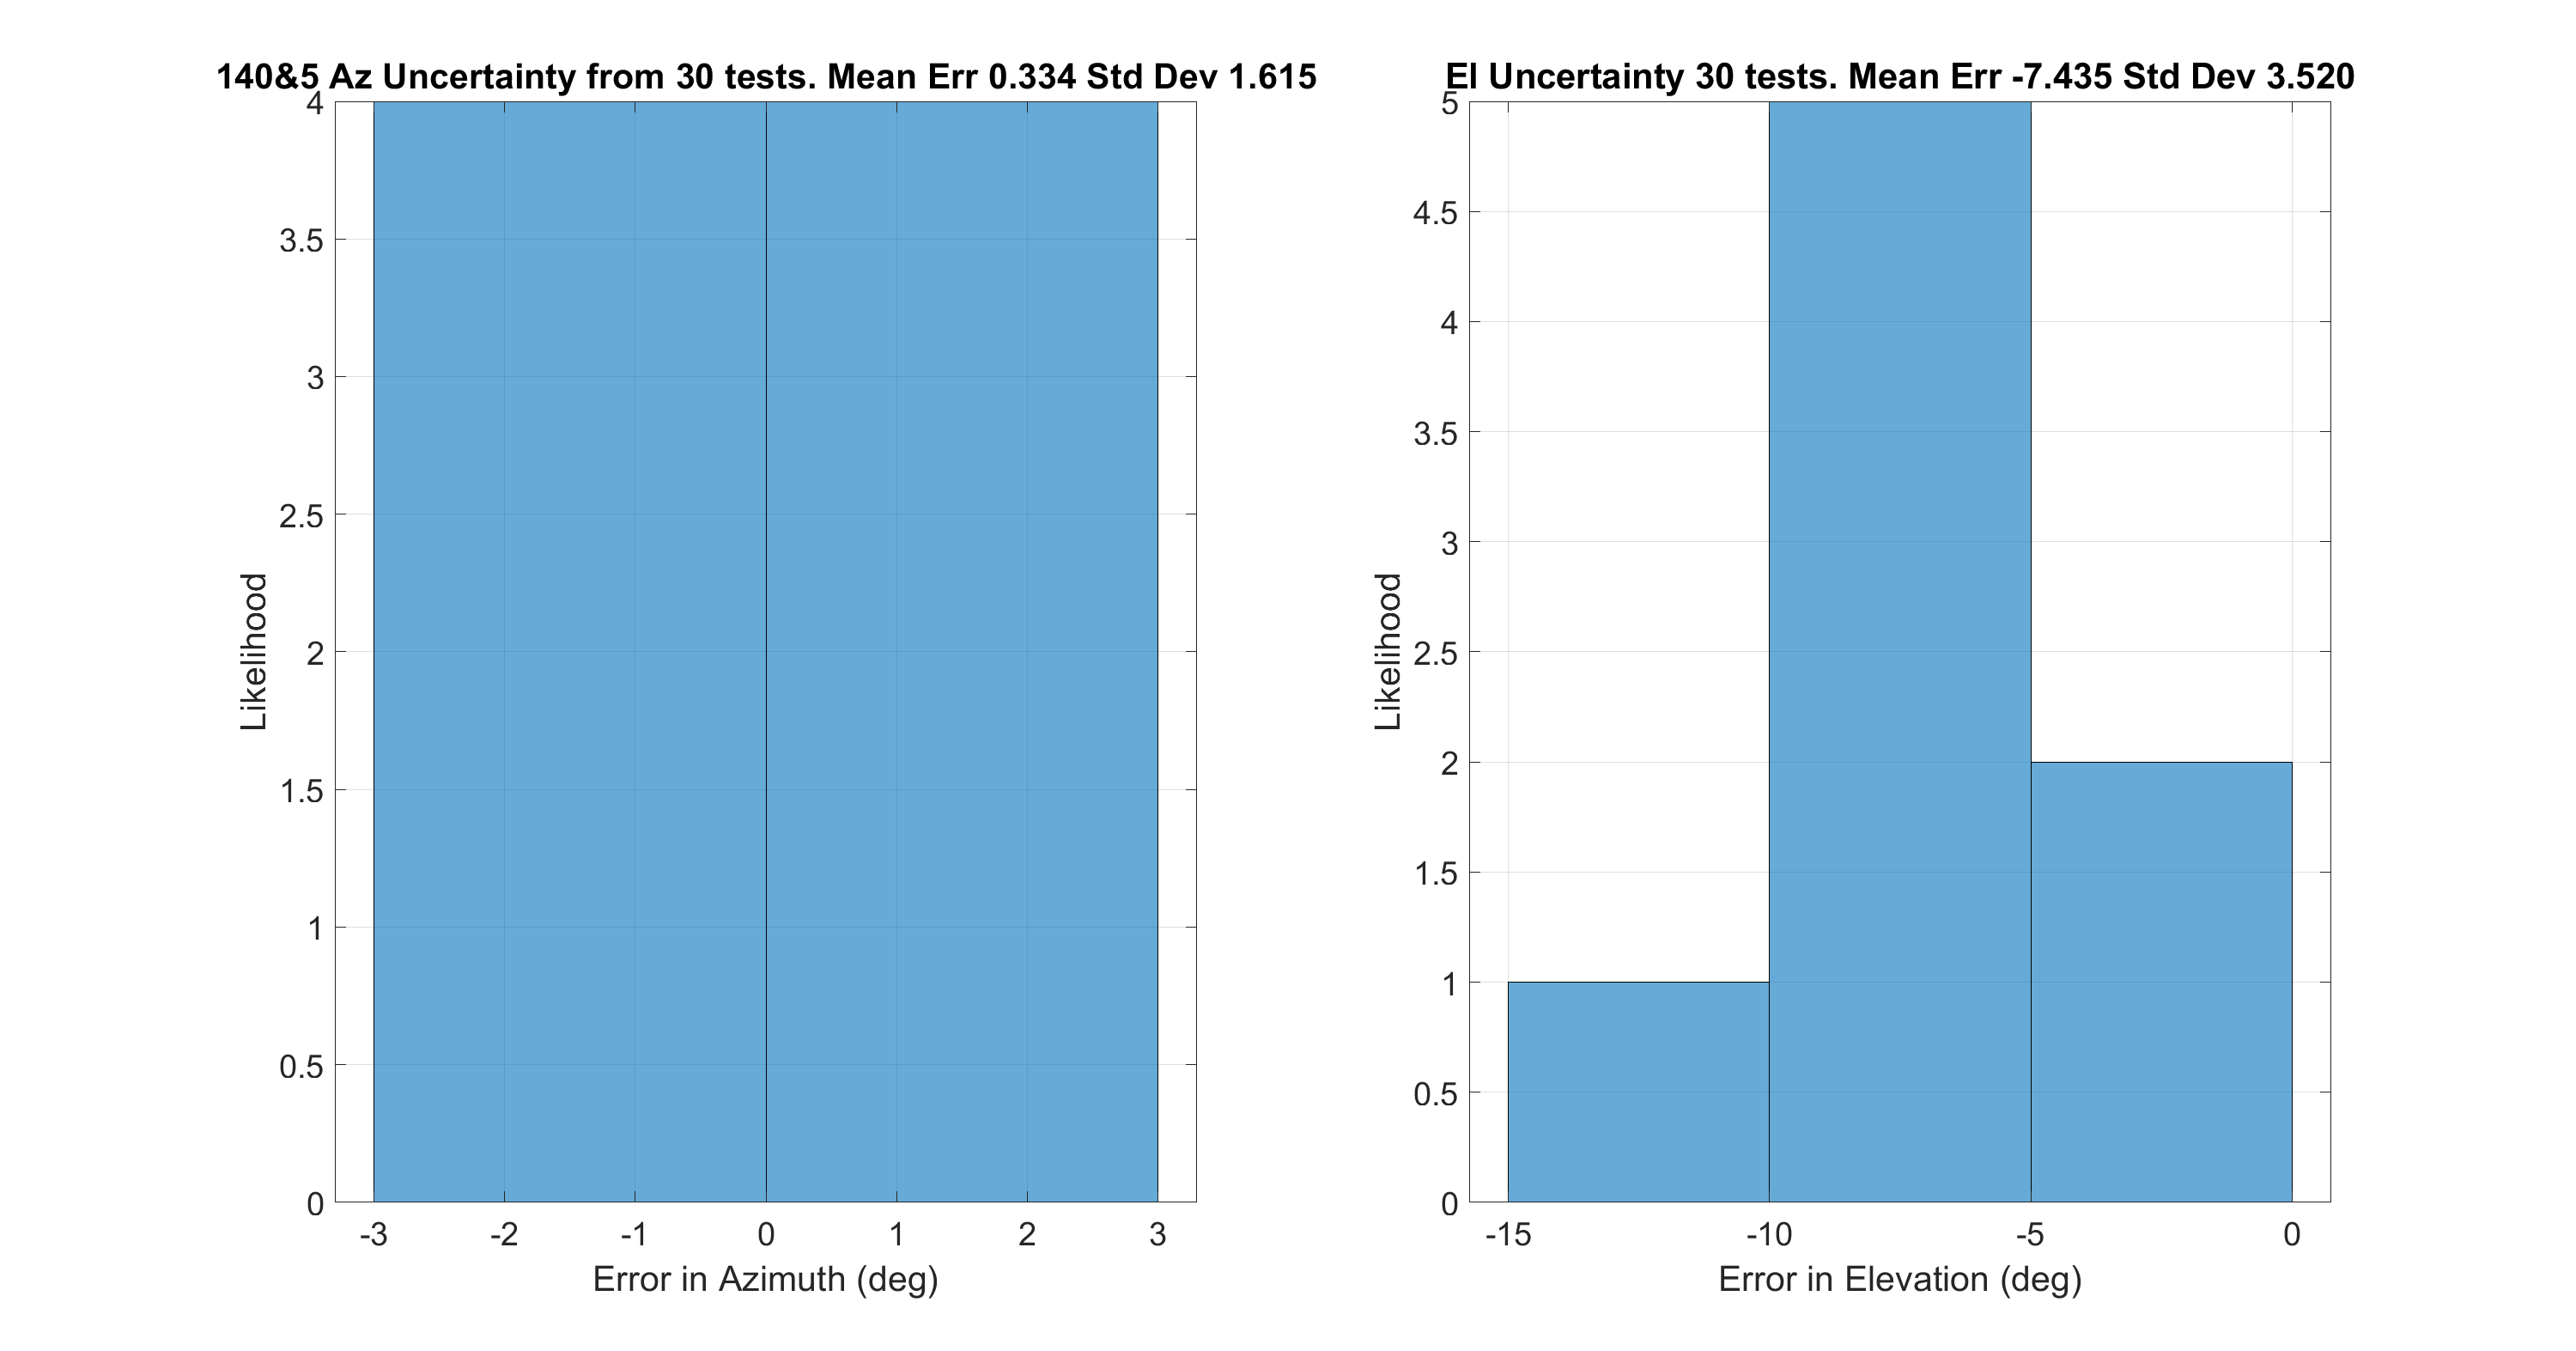 140&5 Az Uncertainty from 30 tests. Mean Err 0.334 Std Dev 1.615
4
3.5
3
2.5
2
1.5
1
0.5
0
Likelihood
-3 -2 -1 0 1 2 3
Error in Azimuth (deg)
El Uncertainty 30 tests. Mean Err -7.435 Std Dev 3.520
5
4.5
4
3.5
3
2.5
2
1.5
1
0.5
0
Likelihood
-15 -10 -5 0
Error in Elevation (deg)